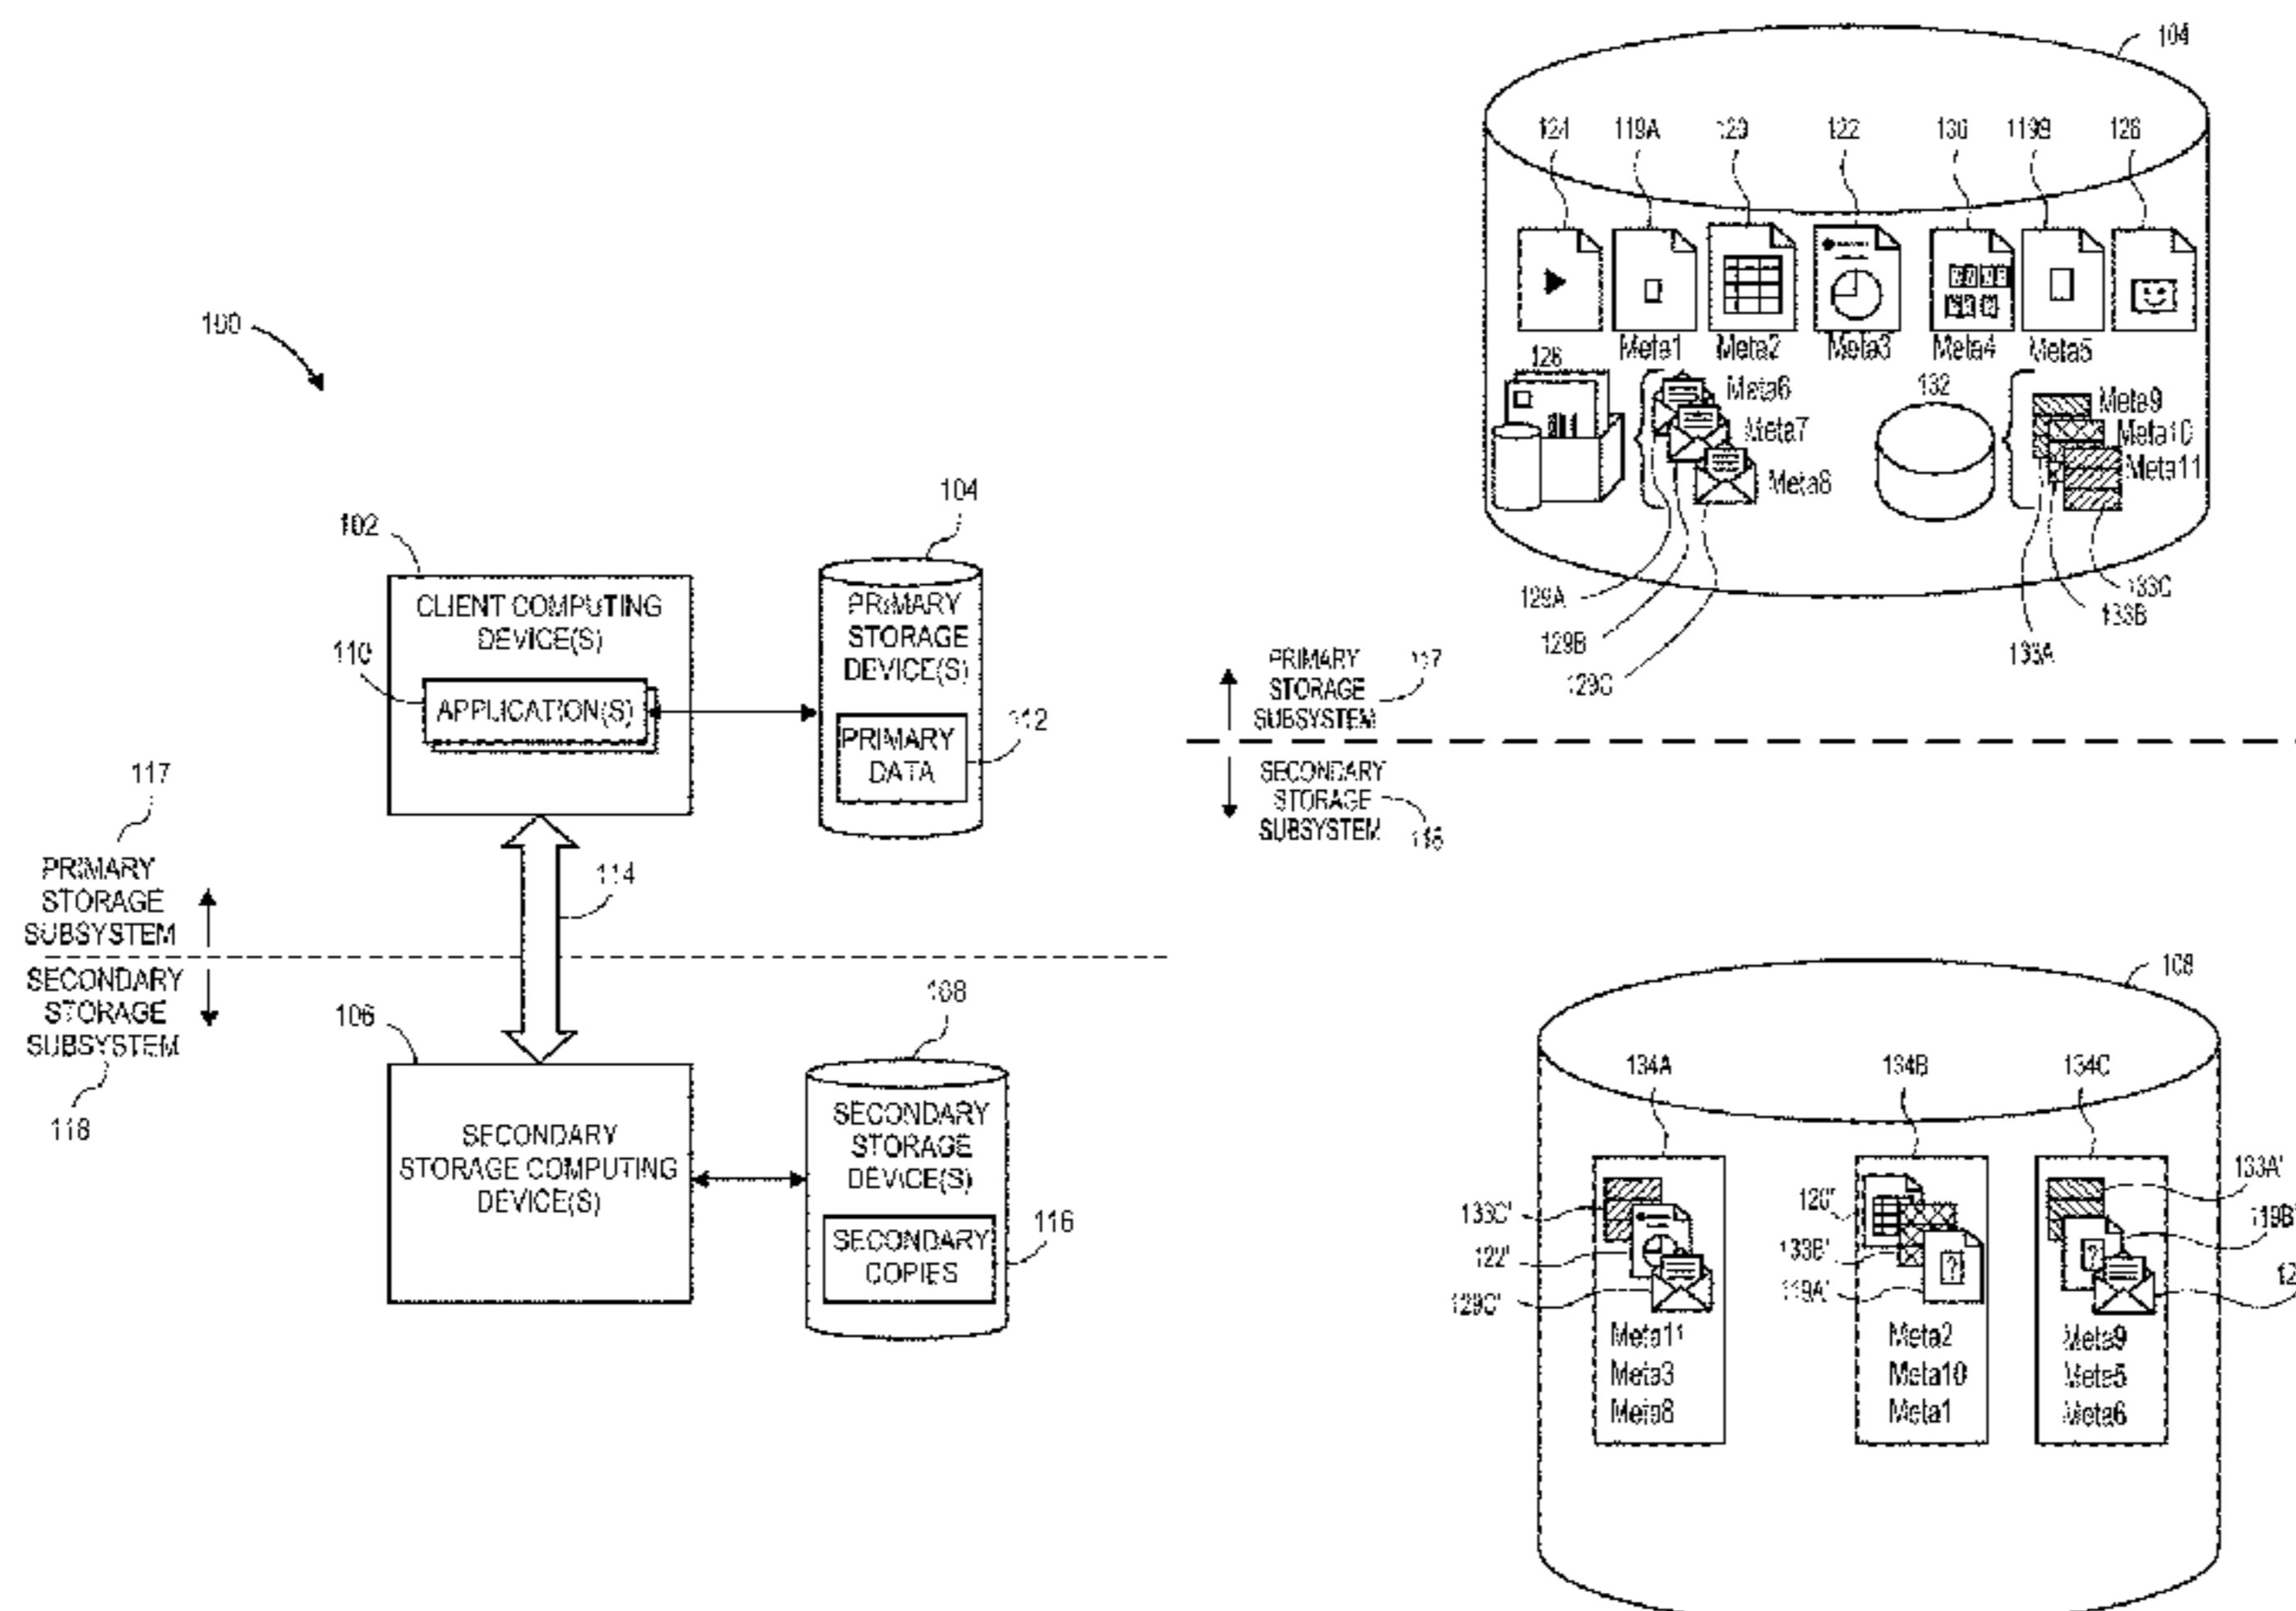 100
102
CLIENT COMPUTING
DEVICE(S)
110
APPLICATION(S)
104
PRIMARY
STORAGE
DEVICE(S)
PRIMARY
DATA
112
117
PRIMARY
STORAGE
SUBSYSTEM
114
SECONDARY
STORAGE
SUBSYSTEM
118
106
SECONDARY
STORAGE COMPUTING
DEVICE(S)
108
SECONDARY
STORAGE
DEVICE(S)
SECONDARY
COPIES
116
104
124 119A 122 119B
Meta1 Meta2 Meta3 Meta4 Meta5
Meta6
Meta7
Meta8
132
Meta9
Meta10
Meta11
129A
129B
129C
133A
133B
133C
PRIMARY
STORAGE
SUBSYSTEM
117
SECONDARY
STORAGE
SUBSYSTEM
108
134A 134B 134C
133C'
122'
129C'
Meta11
Meta3
Meta8
120'
133B'
119A'
Meta2
Meta10
Meta1
133A'
119B'
Meta9
Meta5
Meta6